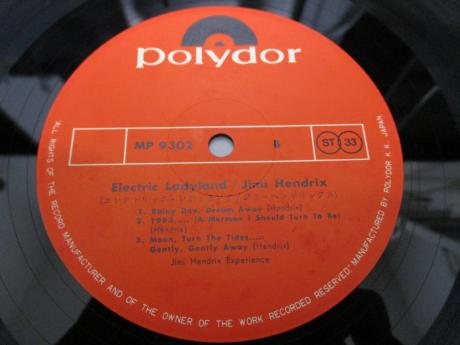 polydor
MP 9302 B ST 33
Electric Ladyland / Jimi Hendrix
1. Rainy Day, Dream Away (Hendrix)
2. 1983..... (A Merman I Should Turn To Be)
(Hendrix)
3. Moon, Turn The Tides.....
Gently, Gently Away (Hendrix)
Jimi Hendrix Experience
ALL RIGHTS OF THE RECORD MANUFACTURER AND OF THE OWNER OF THE WORK RECORDED RESERVED. MANUFACTURED BY POLYDOR K.K. JAPAN